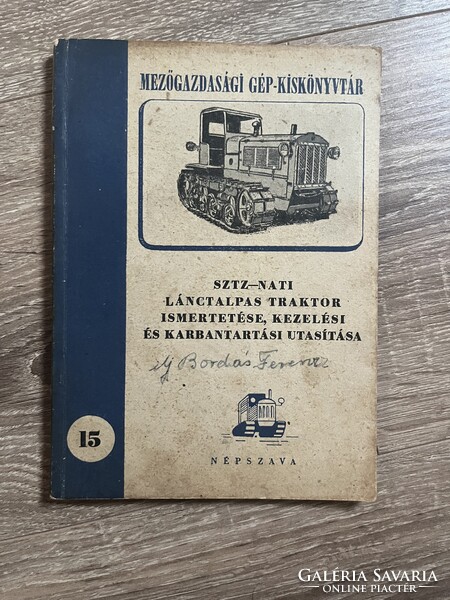 MEZŐGAZDASÁGI GÉP-KISKÖNYVTÁR
SZTZ—NATI
LÁNCTALPAS TRAKTOR
ISMERTETÉSE, KEZELÉSI
ÉS KARBANTARTÁSI UTASÍTÁSA
ifj Bordás Ferenc
15
NÉPSZAVA
GALÉRIA SAVARIA
ONLINE PIACTÉR